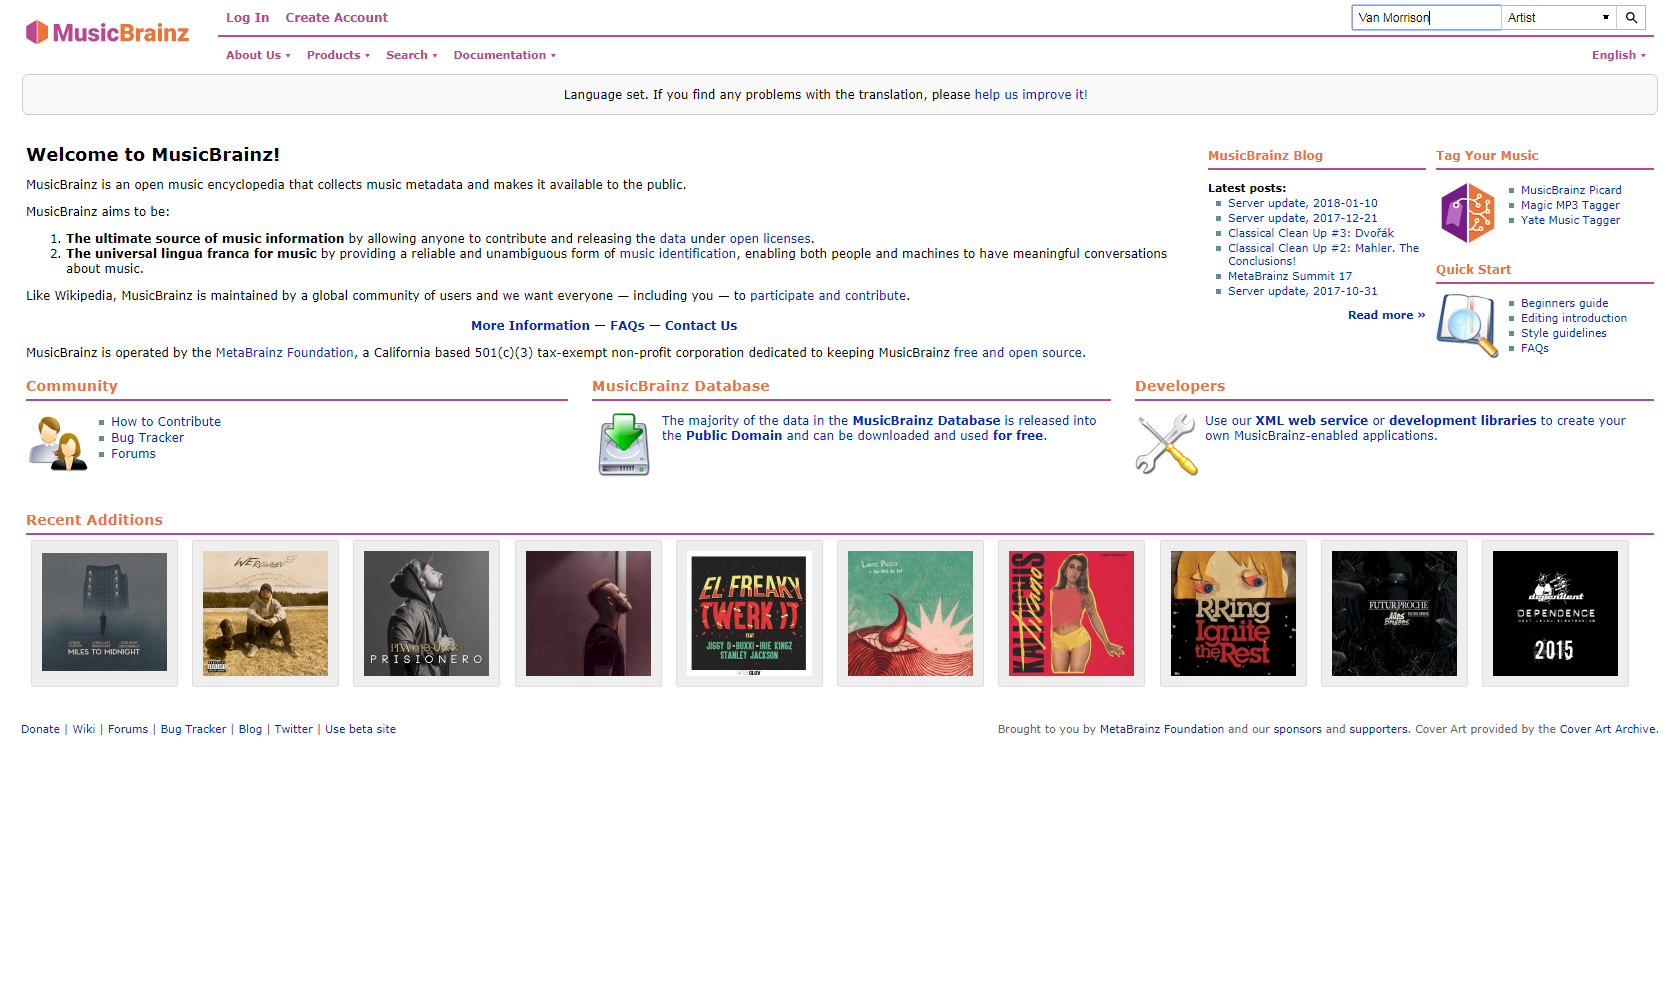 MusicBrainz
Log In Create Account
Van Morrison Artist
About Us Products Search Documentation
English
Language set. If you find any problems with the translation, please help us improve it!
Welcome to MusicBrainz!
MusicBrainz is an open music encyclopedia that collects music metadata and makes it available to the public.
MusicBrainz aims to be:
1. The ultimate source of music information by allowing anyone to contribute and releasing the data under open licenses.
2. The universal lingua franca for music by providing a reliable and unambiguous form of music identification, enabling both people and machines to have meaningful conversations
about music.
Like Wikipedia, MusicBrainz is maintained by a global community of users and we want everyone — including you — to participate and contribute.
More Information — FAQs — Contact Us
MusicBrainz is operated by the MetaBrainz Foundation, a California based 501(c)(3) tax-exempt non-profit corporation dedicated to keeping MusicBrainz free and open source.
MusicBrainz Blog
Latest posts:
Server update, 2018-01-10
Server update, 2017-12-21
Classical Clean Up #3: Dvořák
Classical Clean Up #2: Mahler. The
Conclusions!
MetaBrainz Summit 17
Server update, 2017-10-31
Read more »
Tag Your Music
MusicBrainz Picard
Magic MP3 Tagger
Yate Music Tagger
Quick Start
Beginners guide
Editing introduction
Style guidelines
FAQs
Community
How to Contribute
Bug Tracker
Forums
MusicBrainz Database
The majority of the data in the MusicBrainz Database is released into
the Public Domain and can be downloaded and used for free.
Developers
Use our XML web service or development libraries to create your
own MusicBrainz-enabled applications.
Recent Additions
MILES TO MIDNIGHT
PRISIONERO
EL FREAKY
TWERK IT
FEAT
JIGGY D - BUXXI - IRIE KINGZ
STANLEY JACKSON
KALI UCHIS
Miami
RRing
Ignite
the Rest
FUTUR PROCHE
dependent
DEPENDENCE
NEXT LEVEL ELECTRONICS
2015
Donate | Wiki | Forums | Bug Tracker | Blog | Twitter | Use beta site
Brought to you by MetaBrainz Foundation and our sponsors and supporters. Cover Art provided by the Cover Art Archive.